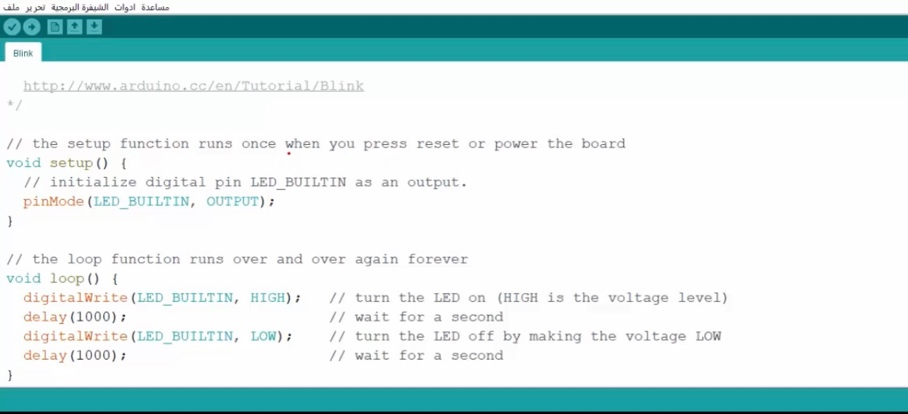 ملف تحرير الشيفرة البرمجية ادوات مساعدة
Blink
http://www.arduino.cc/en/Tutorial/Blink
*/
// the setup function runs once when you press reset or power the board
void setup() {
// initialize digital pin LED_BUILTIN as an output.
pinMode(LED_BUILTIN, OUTPUT);
}
// the loop function runs over and over again forever
void loop() {
digitalWrite(LED_BUILTIN, HIGH);   // turn the LED on (HIGH is the voltage level)
delay(1000);                       // wait for a second
digitalWrite(LED_BUILTIN, LOW);    // turn the LED off by making the voltage LOW
delay(1000);                       // wait for a second
}